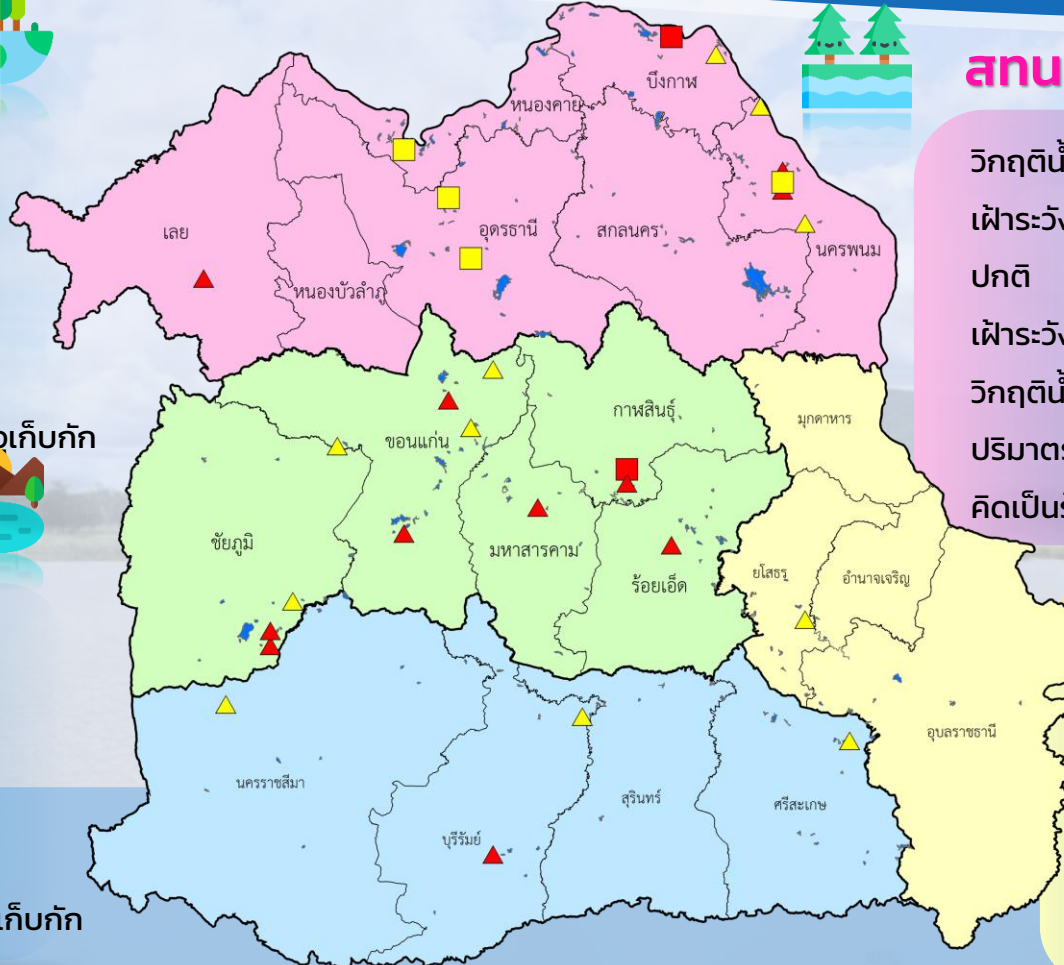 สทน
บึงกาฬ
หนองคาย
เลย
อุดรธานี
สกลนคร
นครพนม
หนองบัวลำภู
วิกฤติน้ำ
เฝ้าระวัง
ปกติ
เฝ้าระวัง
วิกฤติน้ำ
ปริมาตร
คิดเป็นร้
เก็บกัก
กาฬสินธุ์
มุกดาหาร
ขอนแก่น
ชัยภูมิ
มหาสารคาม
ร้อยเอ็ด
ยโสธร
อำนาจเจริญ
อุบลราชธานี
นครราชสีมา
สุรินทร์
ศรีสะเกษ
บุรีรัมย์
เก็บกัก